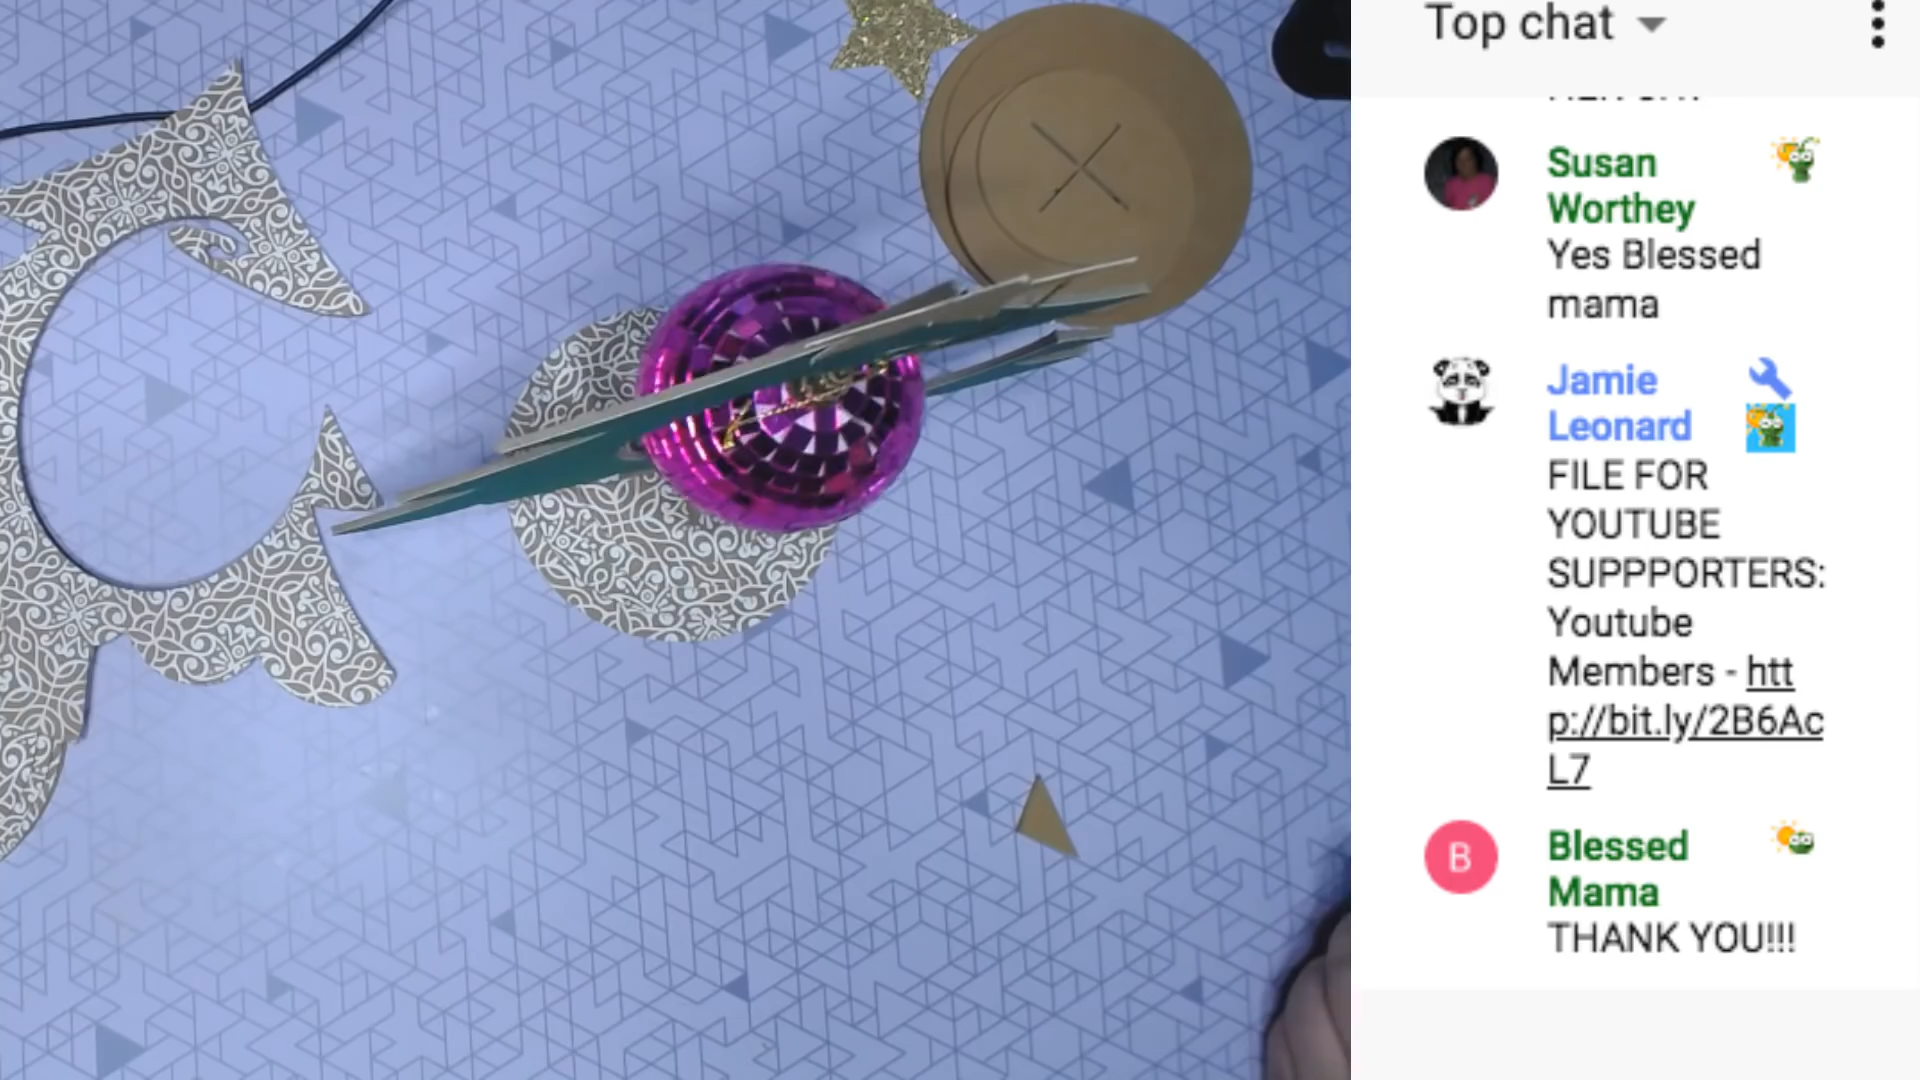 Top chat
Susan
Worthey
Yes Blessed
mama
Jamie
Leonard
FILE FOR
YOUTUBE
SUPPPORTERS:
Youtube
Members - htt
p://bit.ly/2B6Ac
L7
B
Blessed
Mama
THANK YOU!!!